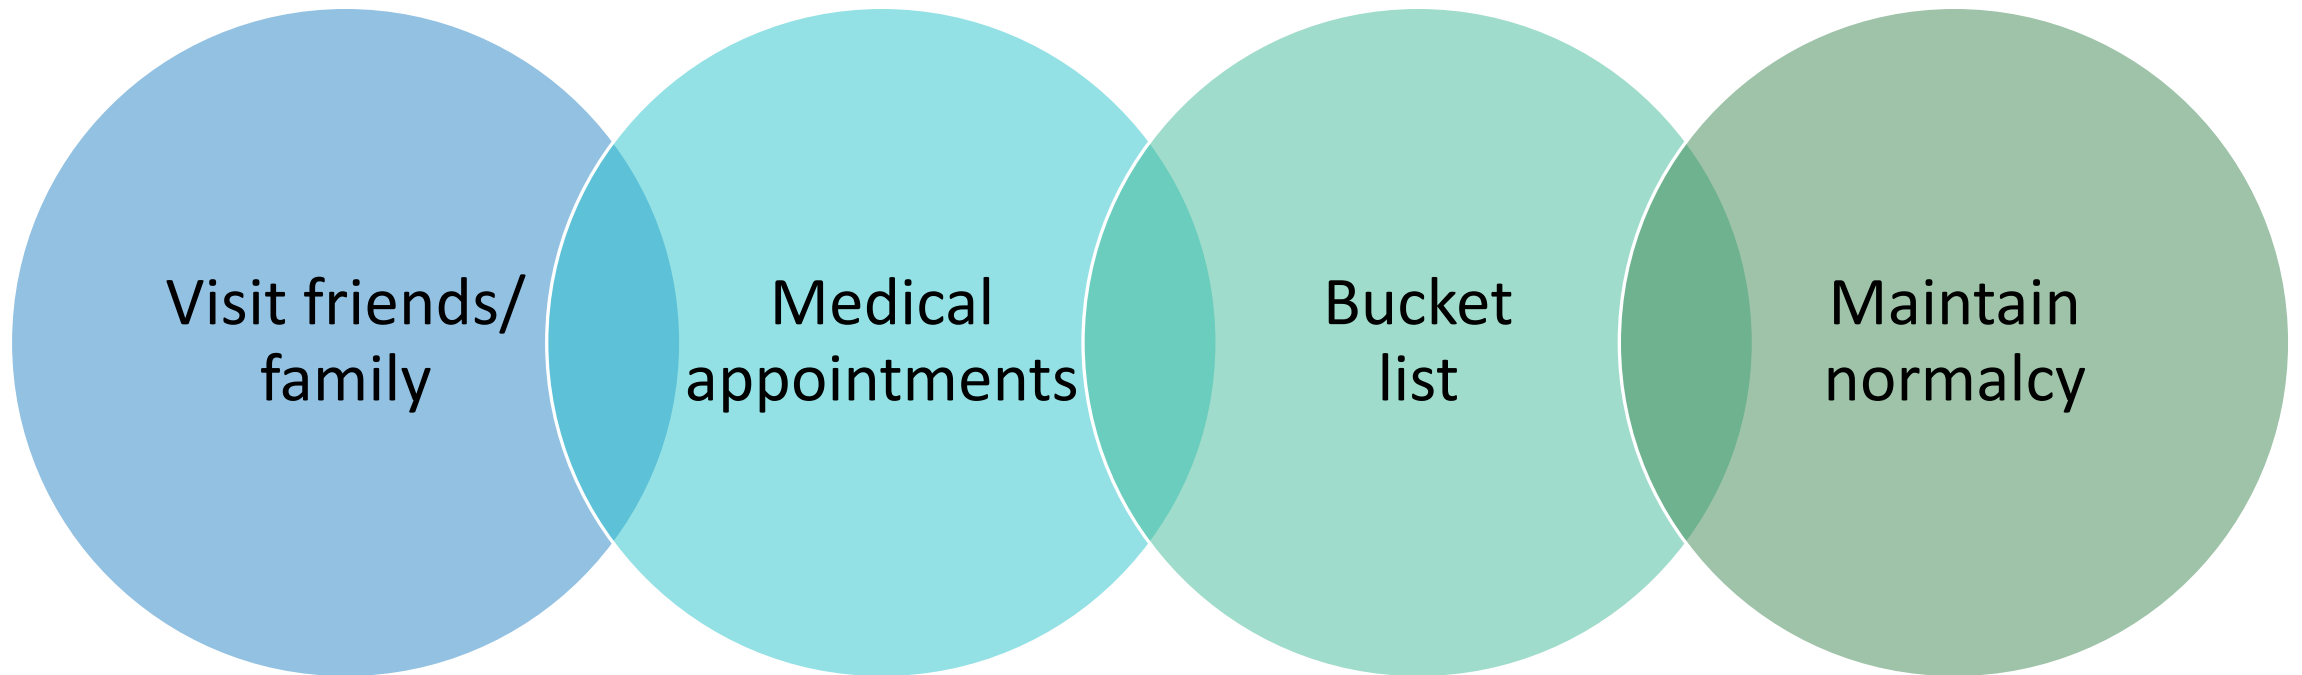 Visit friends/
family
Medical
appointments
Bucket
list
Maintain
normalcy